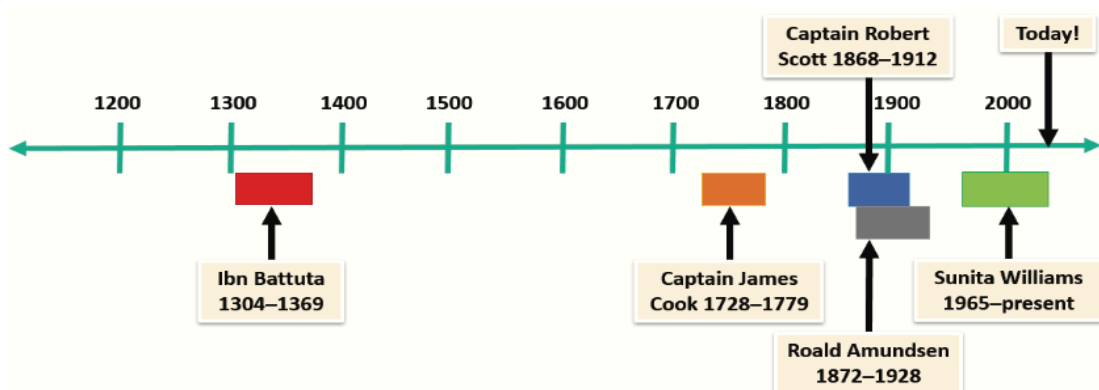 Captain Robert
Scott 1868–1912
Today!
1200
1300
1400
1500
1600
1700
1800
1900
2000
Ibn Battuta
1304–1369
Captain James
Cook 1728–1779
Sunita Williams
1965–present
Roald Amundsen
1872–1928